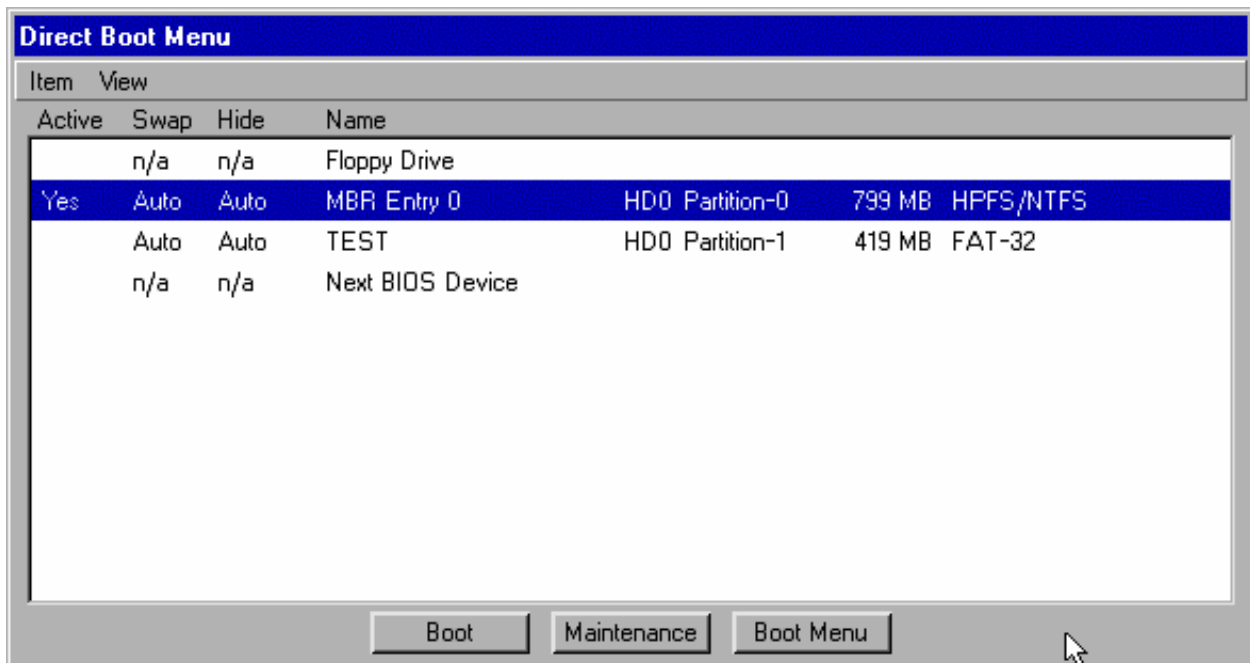 Direct Boot Menu
Item View
Active Swap Hide Name
n/a n/a Floppy Drive
Yes Auto Auto MBR Entry 0 HD0 Partition-0 799 MB HPFS/NTFS
Auto Auto TEST HD0 Partition-1 419 MB FAT-32
n/a n/a Next BIOS Device
Boot Maintenance Boot Menu